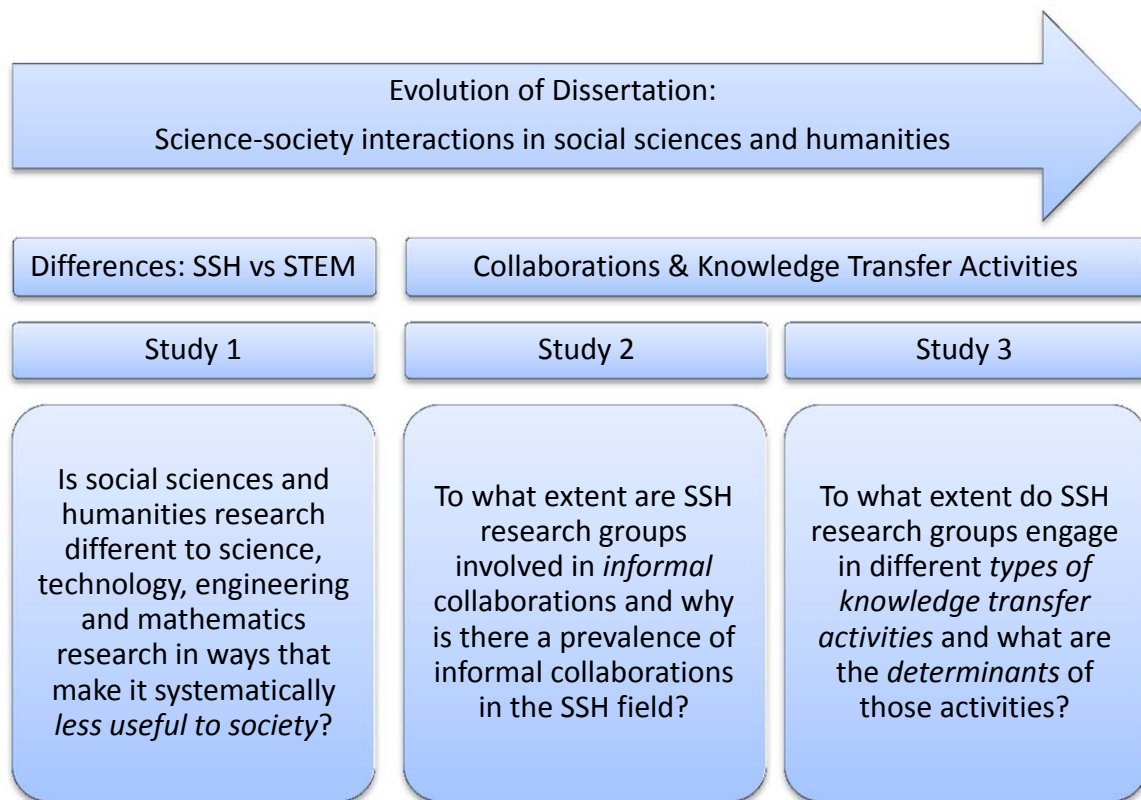 Evolution of Dissertation:
Science-society interactions in social sciences and humanities
Differences: SSH vs STEM
Collaborations & Knowledge Transfer Activities
Study 1
Study 2
Study 3
Is social sciences and
humanities research
different to science,
technology, engineering
and mathematics
research in ways that
make it systematically
less useful to society?
To what extent are SSH
research groups
involved in informal
collaborations and why
is there a prevalence of
informal collaborations
in the SSH field?
To what extent do SSH
research groups engage
in different types of
knowledge transfer
activities and what are
the determinants of
those activities?